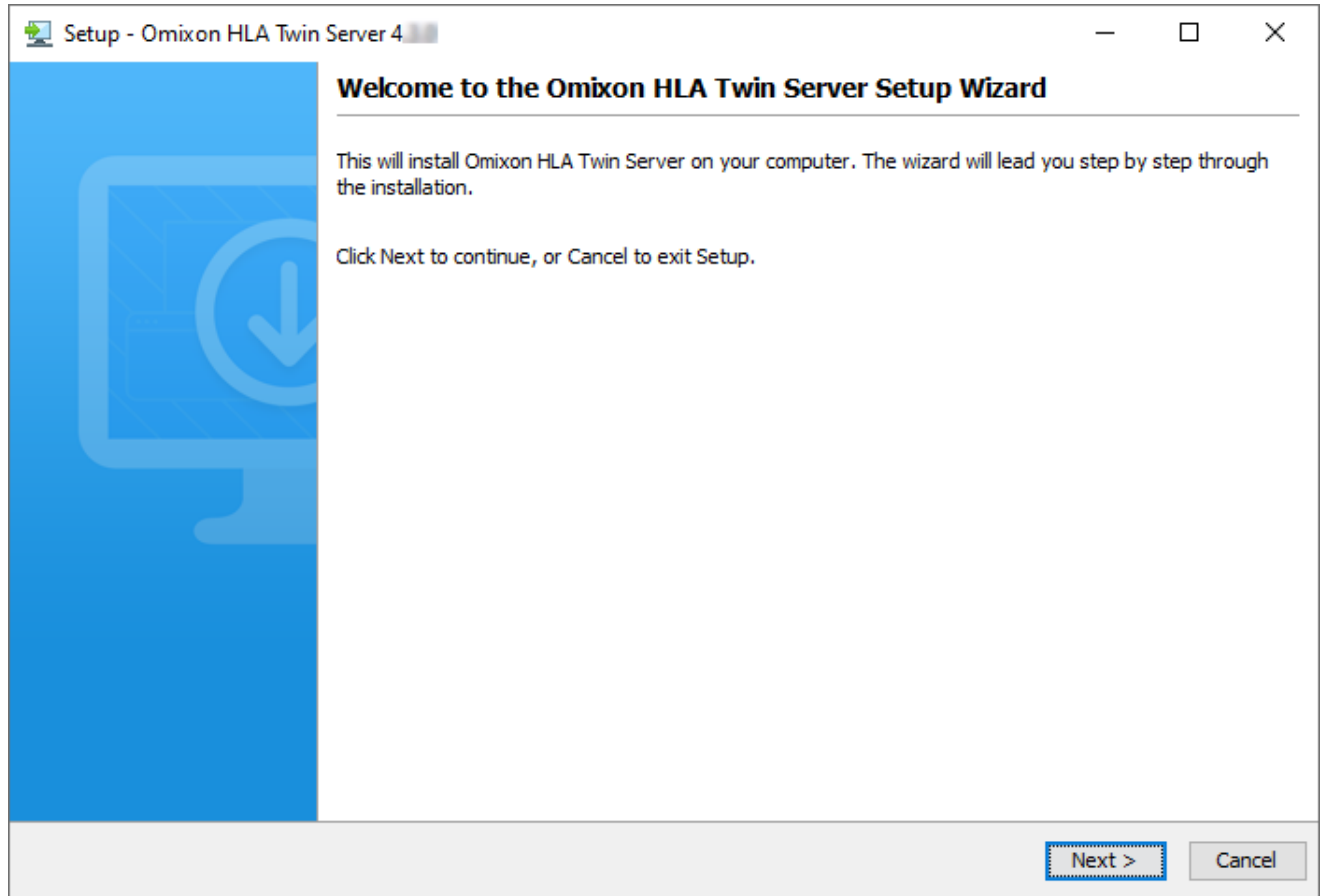 Setup - Omixon HLA Twin Server 4
Welcome to the Omixon HLA Twin Server Setup Wizard
This will install Omixon HLA Twin Server on your computer. The wizard will lead you step by step through
the installation.
Click Next to continue, or Cancel to exit Setup.
Next >
Cancel